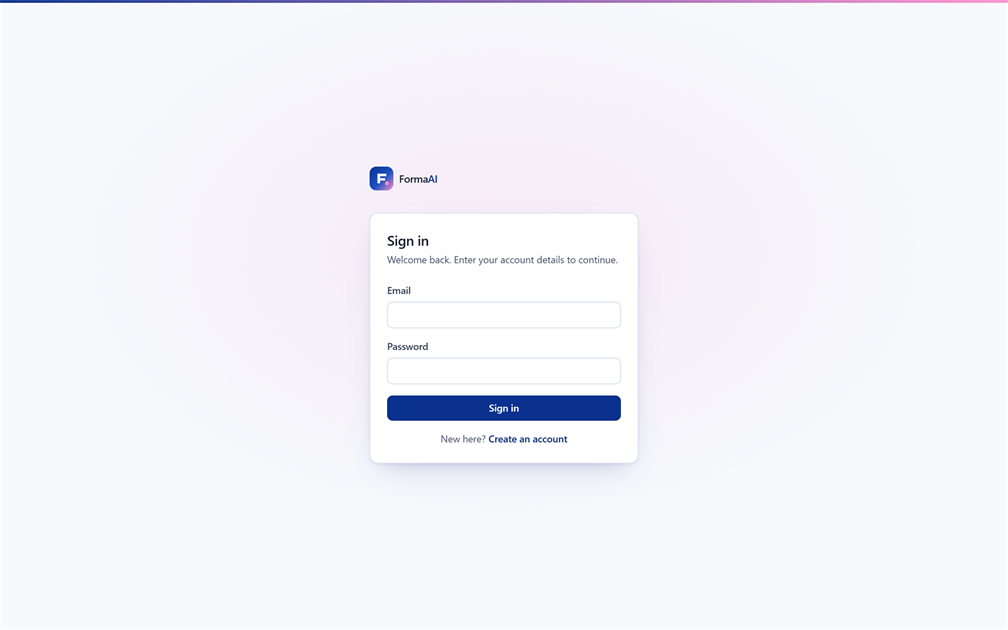 F
FormaAI
Sign in
Welcome back. Enter your account details to continue.
Email
Password
Sign in
New here? Create an account